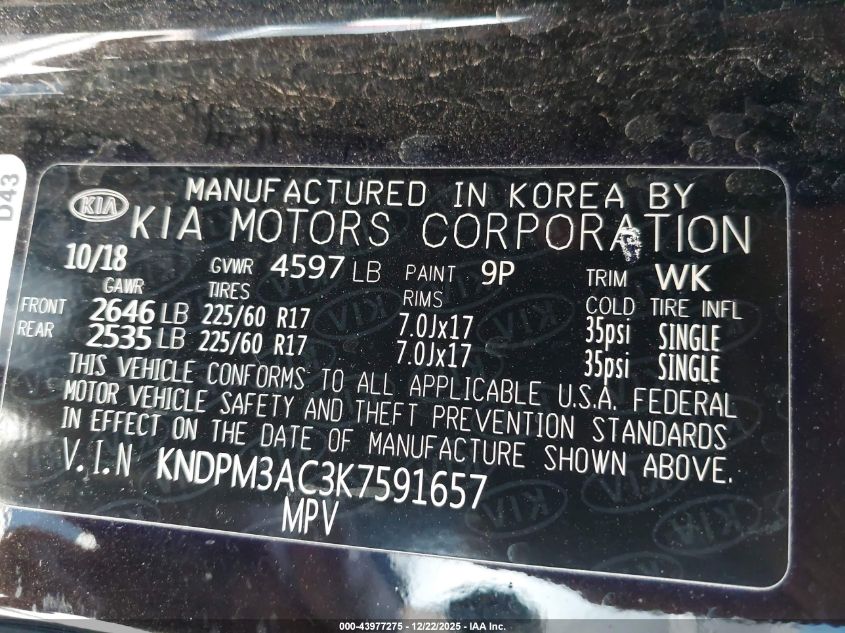 D43
KIA
MANUFACTURED IN KOREA BY
KIA MOTORS CORPORATION
10/18 GVWR 4597 LB PAINT 9P TRIM WK
GAWR TIRES RIMS COLD TIRE INFL
FRONT 2646 LB 225/60 R17 7.0Jx17 35psi SINGLE
REAR 2535 LB 225/60 R17 7.0Jx17 35psi SINGLE
THIS VEHICLE CONFORMS TO ALL APPLICABLE U.S.A. FEDERAL
MOTOR VEHICLE SAFETY AND THEFT PREVENTION STANDARDS
IN EFFECT ON THE DATE OF MANUFACTURE SHOWN ABOVE.
V.I.N KNDPM3AC3K7591657
MPV
000-43977275 - 12/22/2025 - © IAA Inc.